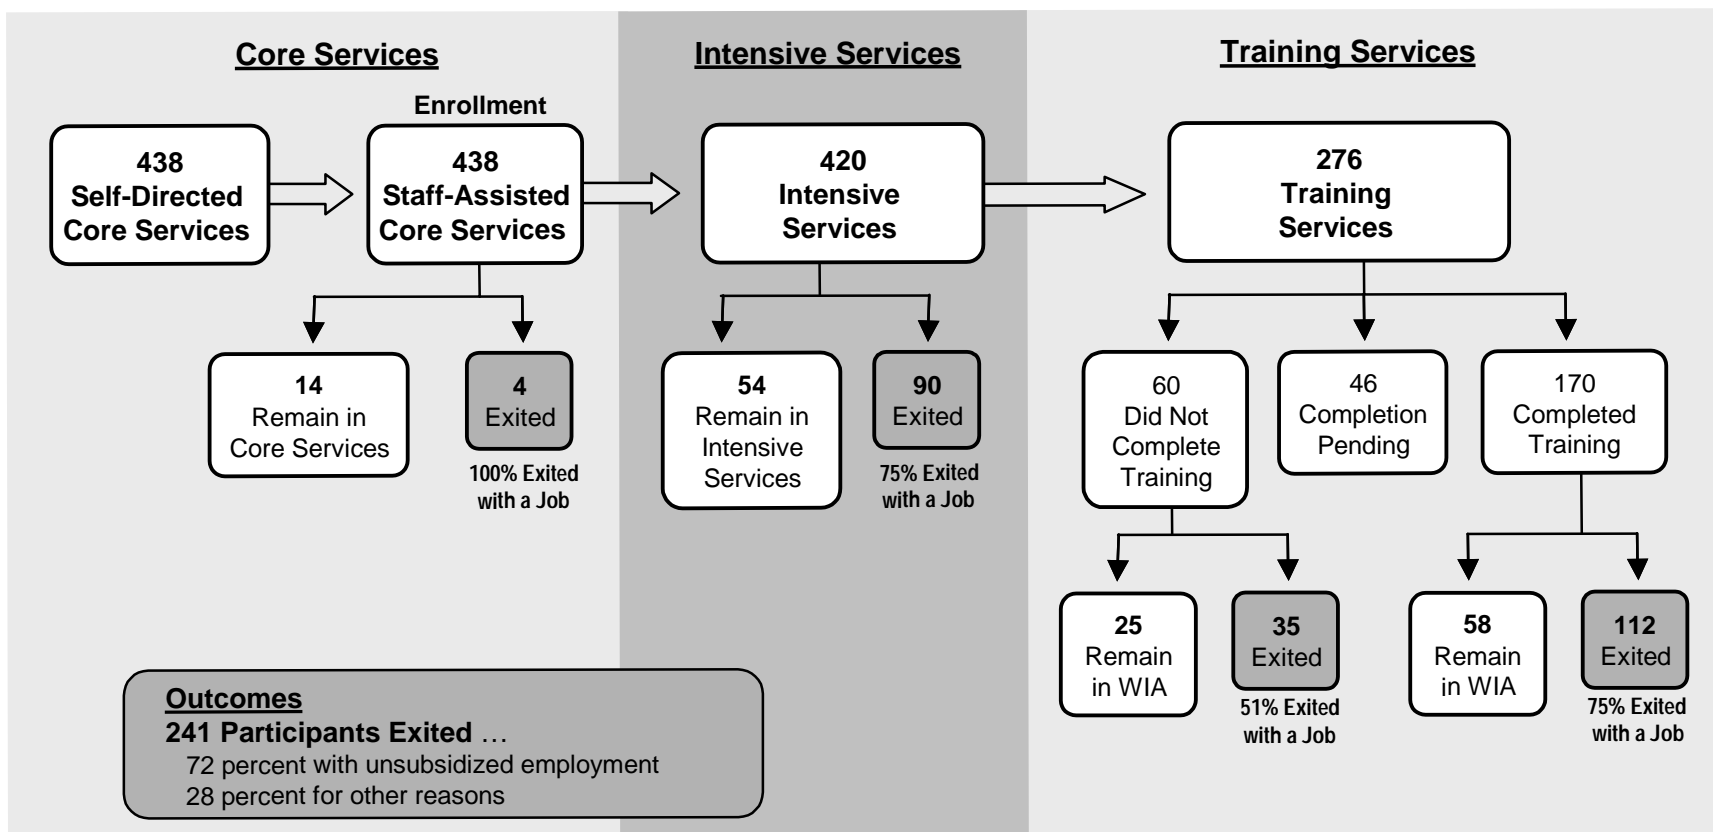 Core Services
Intensive Services
Training Services
Enrollment
438
Self-Directed
Core Services
438
Staff-Assisted
Core Services
420
Intensive
Services
276
Training
Services
14
Remain in
Core Services
4
Exited
100% Exited
with a Job
54
Remain in
Intensive
Services
90
Exited
75% Exited
with a Job
60
Did Not
Complete
Training
46
Completion
Pending
170
Completed
Training
25
Remain
in WIA
35
Exited
51% Exited
with a Job
58
Remain
in WIA
112
Exited
75% Exited
with a Job
Outcomes
241 Participants Exited …
72 percent with unsubsidized employment
28 percent for other reasons